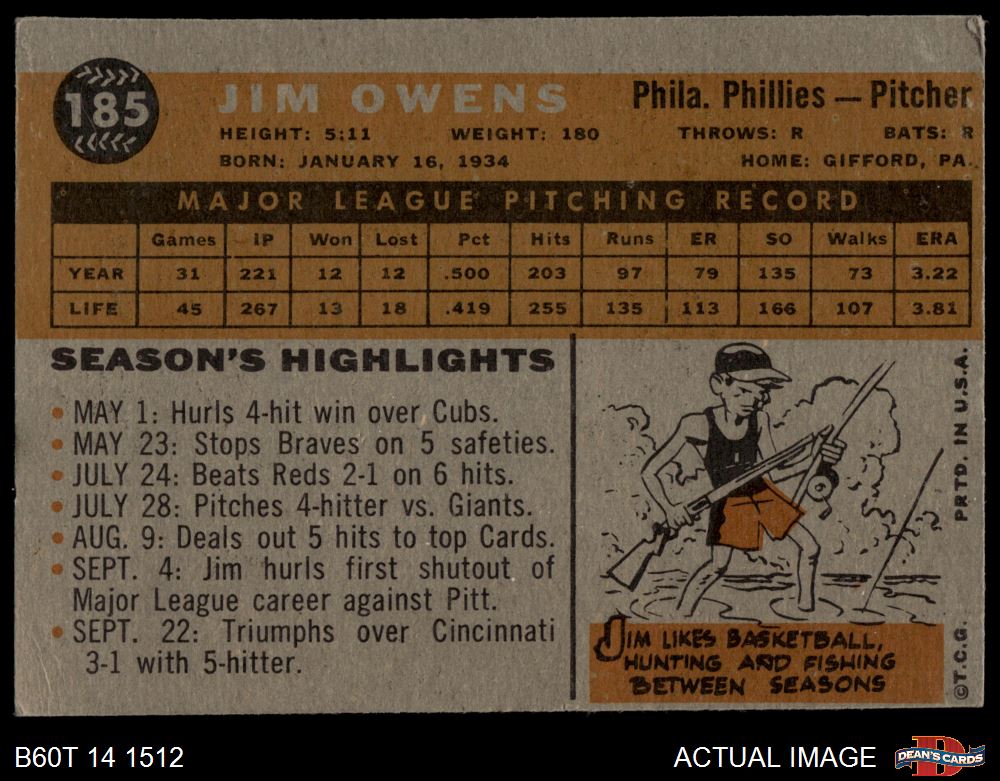 185
JIM OWENS
Phila. Phillies — Pitcher
HEIGHT: 5:11 WEIGHT: 180 THROWS: R BATS: R
BORN: JANUARY 16, 1934 HOME: GIFFORD, PA.
MAJOR LEAGUE PITCHING RECORD
Games IP Won Lost Pct Hits Runs ER SO Walks ERA
YEAR 31 221 12 12 .500 203 97 79 135 73 3.22
LIFE 45 267 13 18 .419 255 135 113 166 107 3.81
SEASON'S HIGHLIGHTS
• MAY 1: Hurls 4-hit win over Cubs.
• MAY 23: Stops Braves on 5 safeties.
• JULY 24: Beats Reds 2-1 on 6 hits.
• JULY 28: Pitches 4-hitter vs. Giants.
• AUG. 9: Deals out 5 hits to top Cards.
• SEPT. 4: Jim hurls first shutout of
Major League career against Pitt.
• SEPT. 22: Triumphs over Cincinnati
3-1 with 5-hitter.
JIM LIKES BASKETBALL,
HUNTING AND FISHING
BETWEEN SEASONS
©T.C.G. PRTD. IN U.S.A.
B60T 14 1512
ACTUAL IMAGE
D
DEAN'S CARDS